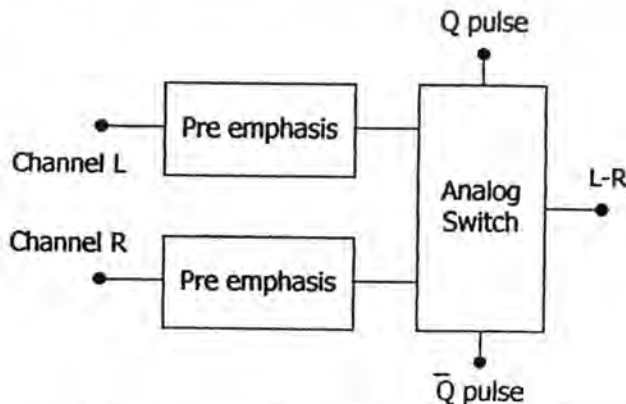 Q pulse
Pre emphasis
Channel L
Analog
Switch
L-R
Channel R
Pre emphasis
Q̅ pulse